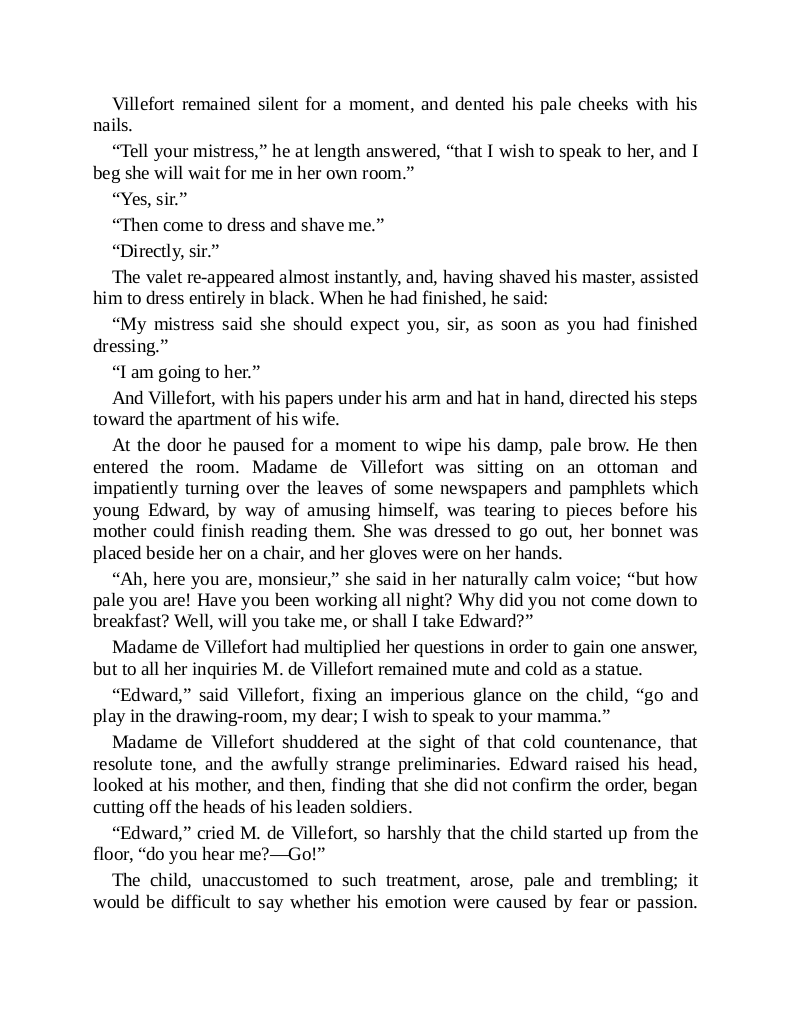 Villefort remained silent for a moment, and dented his pale cheeks with his
nails.
“Tell your mistress,” he at length answered, “that I wish to speak to her, and I
beg she will wait for me in her own room.”
“Yes, sir.”
“Then come to dress and shave me.”
“Directly, sir.”
The valet re-appeared almost instantly, and, having shaved his master, assisted
him to dress entirely in black. When he had finished, he said:
“My mistress said she should expect you, sir, as soon as you had finished
dressing.”
“I am going to her.”
And Villefort, with his papers under his arm and hat in hand, directed his steps
toward the apartment of his wife.
At the door he paused for a moment to wipe his damp, pale brow. He then
entered the room. Madame de Villefort was sitting on an ottoman and
impatiently turning over the leaves of some newspapers and pamphlets which
young Edward, by way of amusing himself, was tearing to pieces before his
mother could finish reading them. She was dressed to go out, her bonnet was
placed beside her on a chair, and her gloves were on her hands.
“Ah, here you are, monsieur,” she said in her naturally calm voice; “but how
pale you are! Have you been working all night? Why did you not come down to
breakfast? Well, will you take me, or shall I take Edward?”
Madame de Villefort had multiplied her questions in order to gain one answer,
but to all her inquiries M. de Villefort remained mute and cold as a statue.
“Edward,” said Villefort, fixing an imperious glance on the child, “go and
play in the drawing-room, my dear; I wish to speak to your mamma.”
Madame de Villefort shuddered at the sight of that cold countenance, that
resolute tone, and the awfully strange preliminaries. Edward raised his head,
looked at his mother, and then, finding that she did not confirm the order, began
cutting off the heads of his leaden soldiers.
“Edward,” cried M. de Villefort, so harshly that the child started up from the
floor, “do you hear me?—Go!”
The child, unaccustomed to such treatment, arose, pale and trembling; it
would be difficult to say whether his emotion were caused by fear or passion.